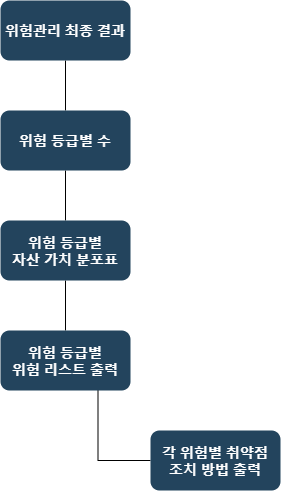 위험관리 최종 결과
위험 등급별 수
위험 등급별
자산 가치 분포표
위험 등급별
위험 리스트 출력
각 위험별 취약점
조치 방법 출력